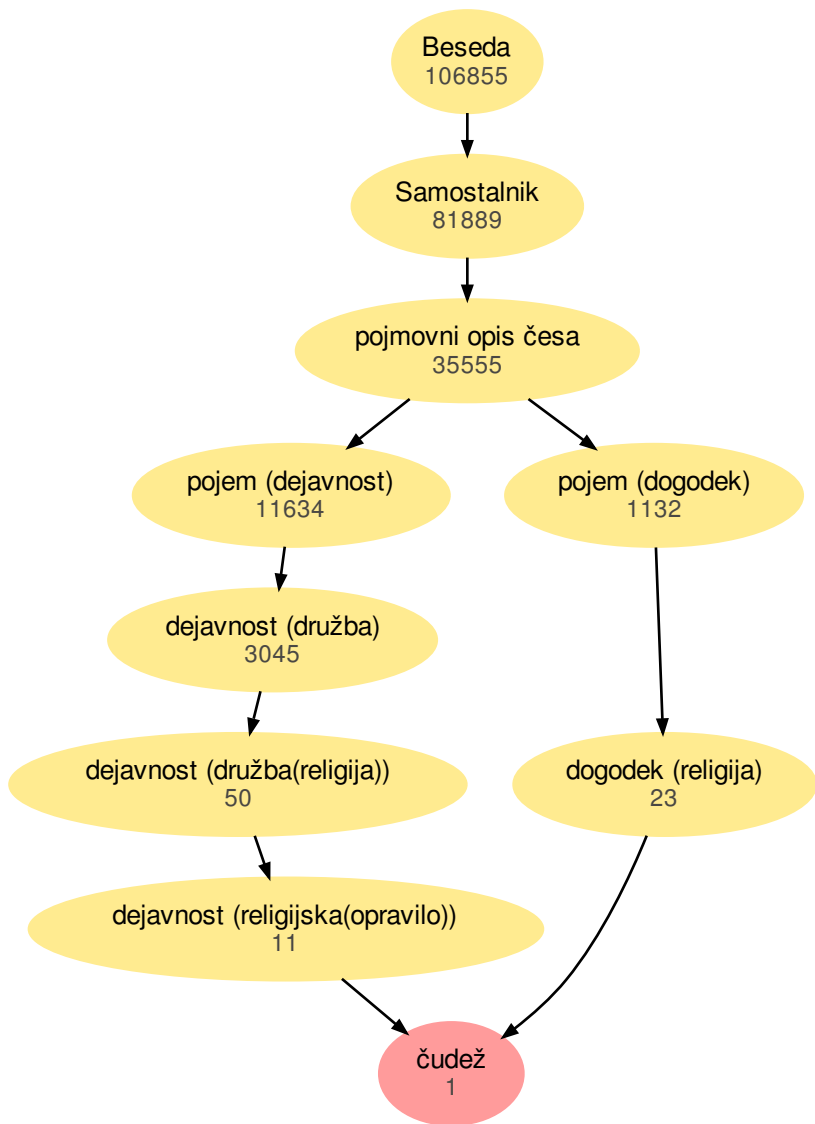 Beseda
106855
Samostalnik
81889
pojmovni opis česa
35555
pojem (dejavnost)
11634
pojem (dogodek)
1132
dejavnost (družba)
3045
dejavnost (družba(religija))
50
dogodek (religija)
23
dejavnost (religijska(opravilo))
11
čudež
1